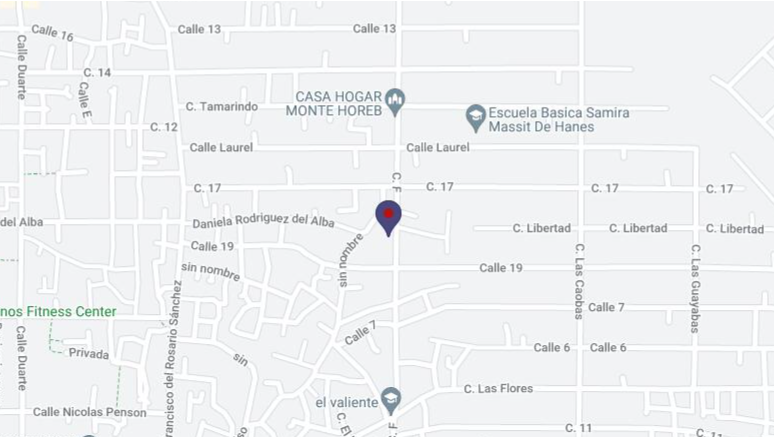 Calle 16
Calle 13
Calle 13
Calle Duarte
C. 14
Calle E
CASA HOGAR
MONTE HOREB
C. Tamarindo
Escuela Basica Samira
Massit De Hanes
C. 12
Calle Laurel
Calle Laurel
C. F
C. 17
C. 17
C. 17
C. 17
del Alba
Daniela Rodriguez del Alba
C. Libertad
C. Libertad
C. Libertad
Calle 19
sin nombre
sin nombre
Calle 19
C. Las Caobas
C. Las Guayabas
nos Fitness Center
Francisco del Rosario Sánchez
Calle 7
Calle 7
Calle Duarte
Privada
sin
Calle 6
Calle 6
C. Las Flores
el valiente
Calle Nicolas Penson
C. El
C. F
C. 11
C. 11